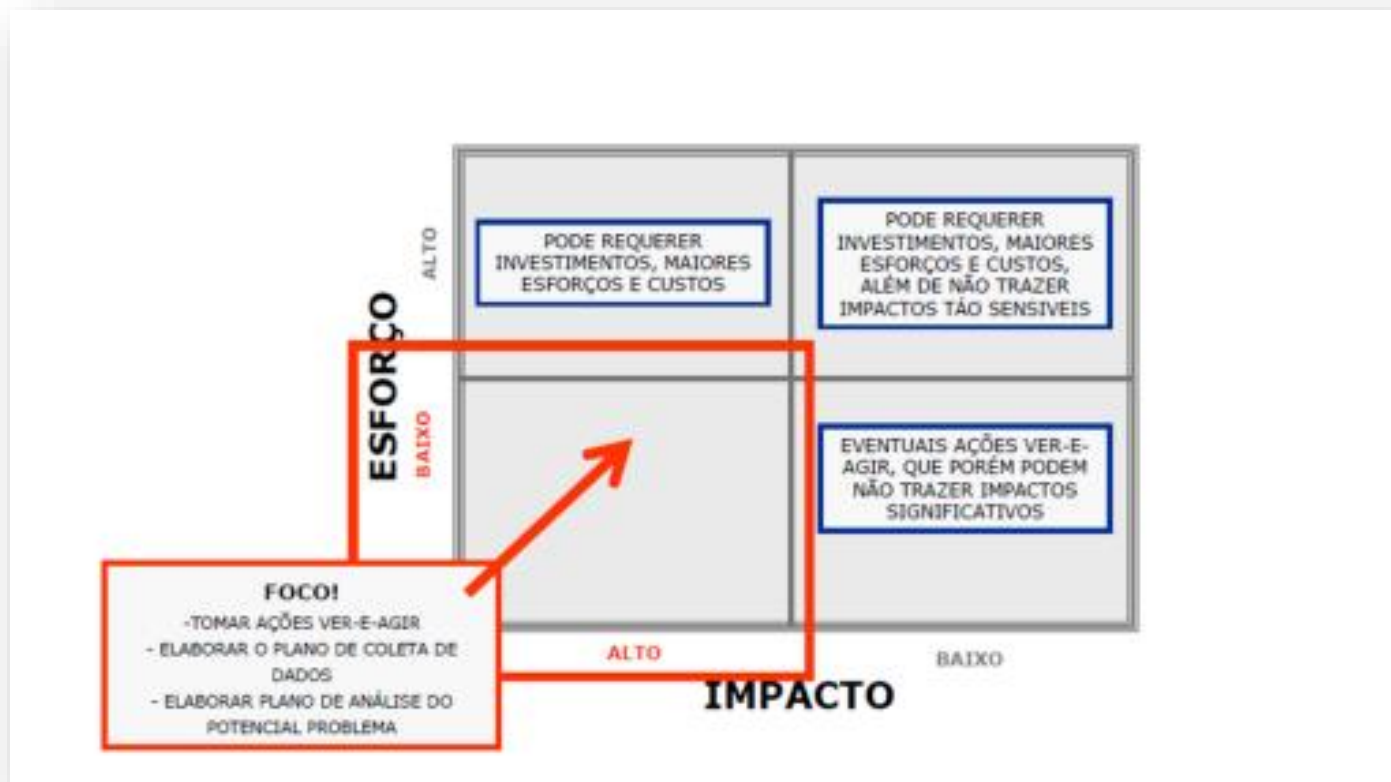 PODE REQUERER
INVESTIMENTOS, MAIORES
ESFORÇOS E CUSTOS
PODE REQUERER
INVESTIMENTOS, MAIORES
ESFORÇOS E CUSTOS,
ALÉM DE NÃO TRAZER
IMPACTOS TÁO SENSIVEIS
ALTO
ESFORÇO
BAIXO
EVENTUAIS AÇÕES VER-E-
AGIR, QUE PORÉM PODEM
NÃO TRAZER IMPACTOS
SIGNIFICATIVOS
FOCO!
-TOMAR AÇÕES VER-E-AGIR
- ELABORAR O PLANO DE COLETA DE
DADOS
- ELABORAR PLANO DE ANÁLISE DO
POTENCIAL PROBLEMA
ALTO
BAIXO
IMPACTO